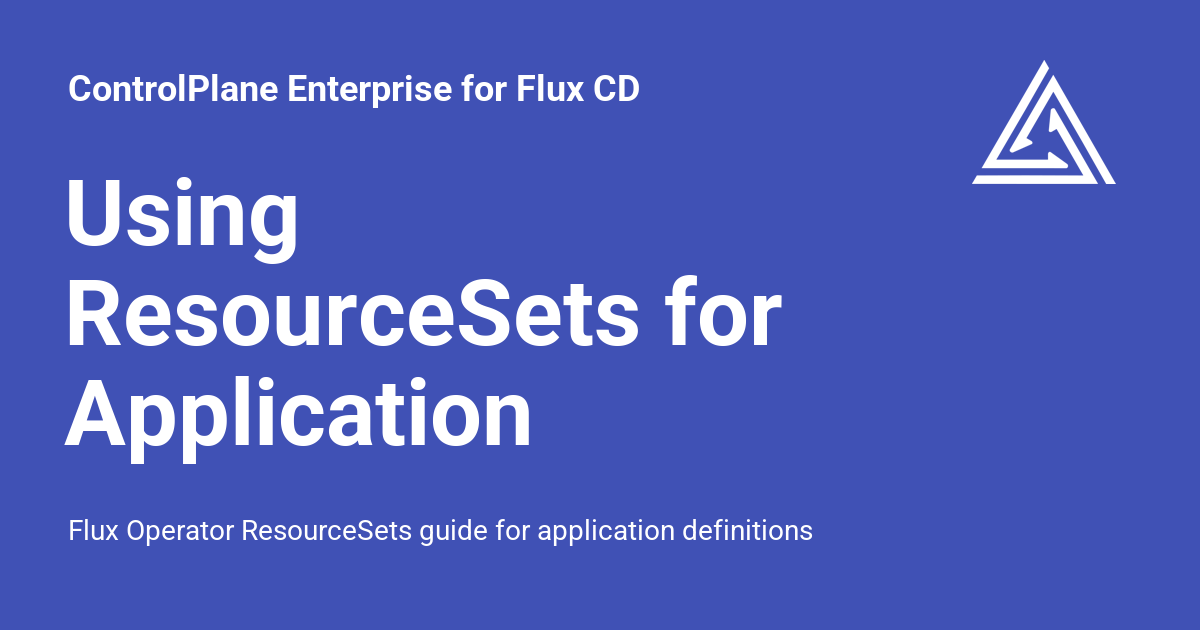 ControlPlane Enterprise for Flux CD
Using
ResourceSets for
Application
Flux Operator ResourceSets guide for application definitions